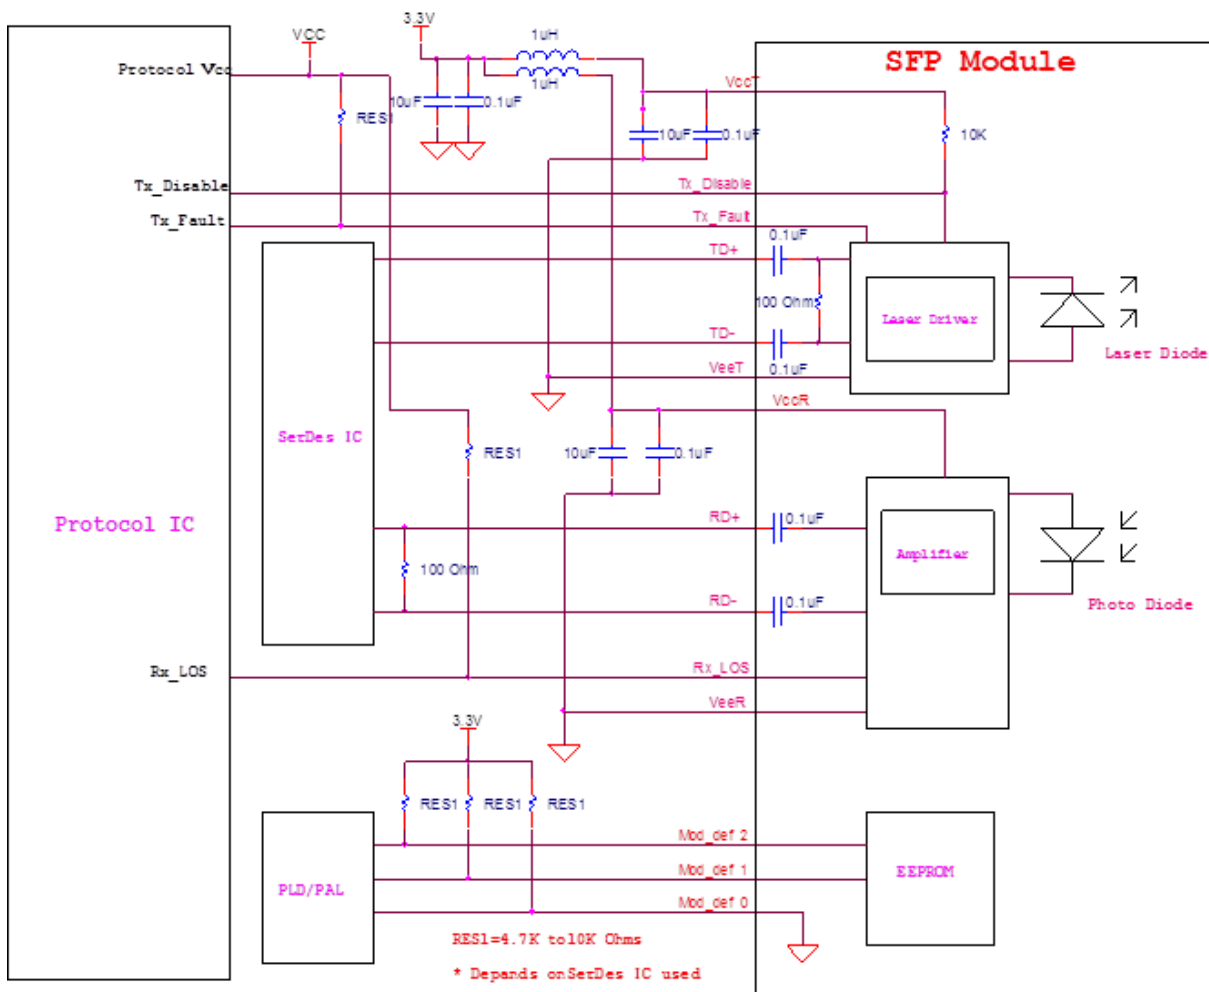 3.3V
VCC
1uH
SFP Module
Protocol Vcc
1uH
VccT
10uF
0.1uF
RES1
10uF
0.1uF
10K
Tx_Disable
Tx_Disable
Tx_Fault
Tx_Fault
0.1uF
TD+
100 Ohm
Laser Driver
TD-
Laser Diode
VeeT
0.1uF
VccR
SerDes IC
RES1
10uF
0.1uF
RD+
0.1uF
Protocol IC
Amplifier
100 Ohm
RD-
0.1uF
Photo Diode
Rx_LOS
Rx_LOS
VeeR
3.3V
RES1
RES1
RES1
Mod_def 2
Mod_def 1
EEPROM
PLD/PAL
Mod_def 0
RES1=4.7K to10K Ohms
* Depands onSerDes IC used